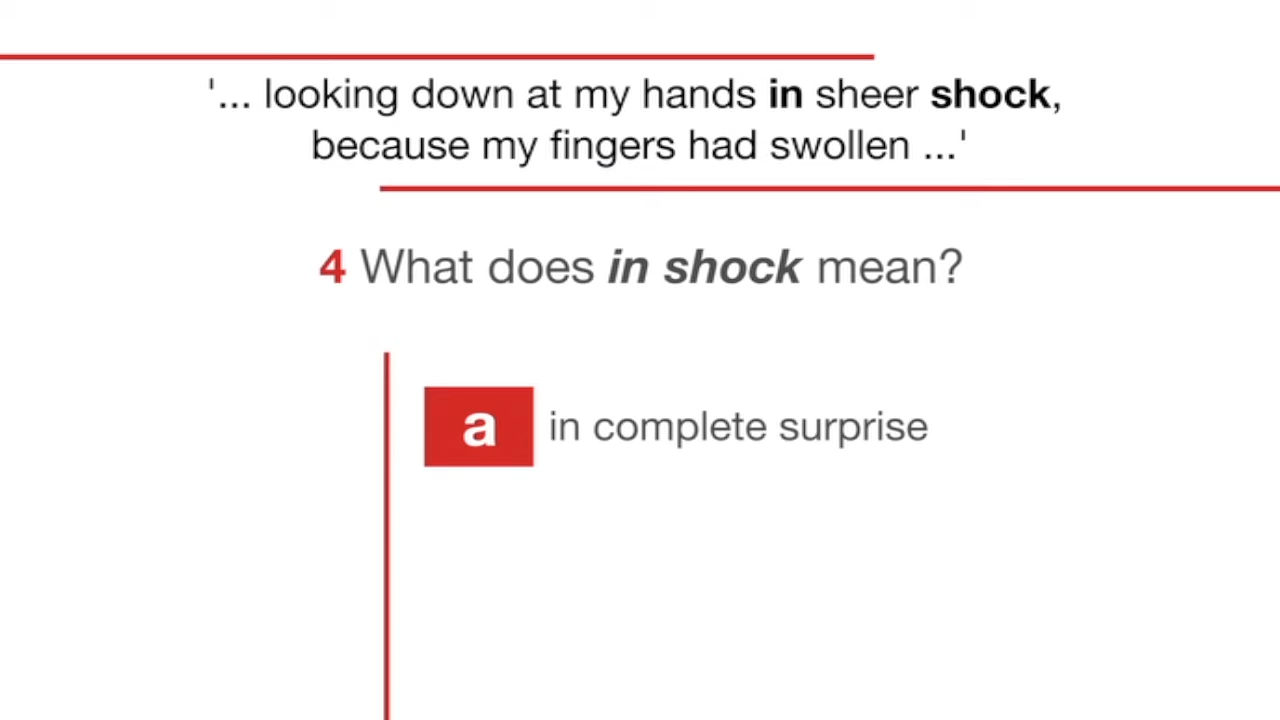 '... looking down at my hands in sheer shock,
because my fingers had swollen ...'
4 What does in shock mean?
a in complete surprise